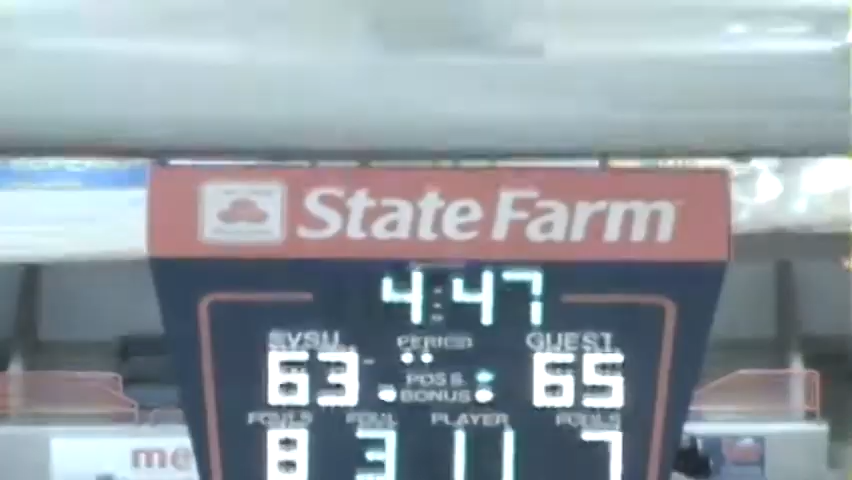 State Farm
4:47
SVSU PERIOD GUEST
63 65
POSS.
BONUS
FOULS FOUL PLAYER FOULS
8 3 11 7
me